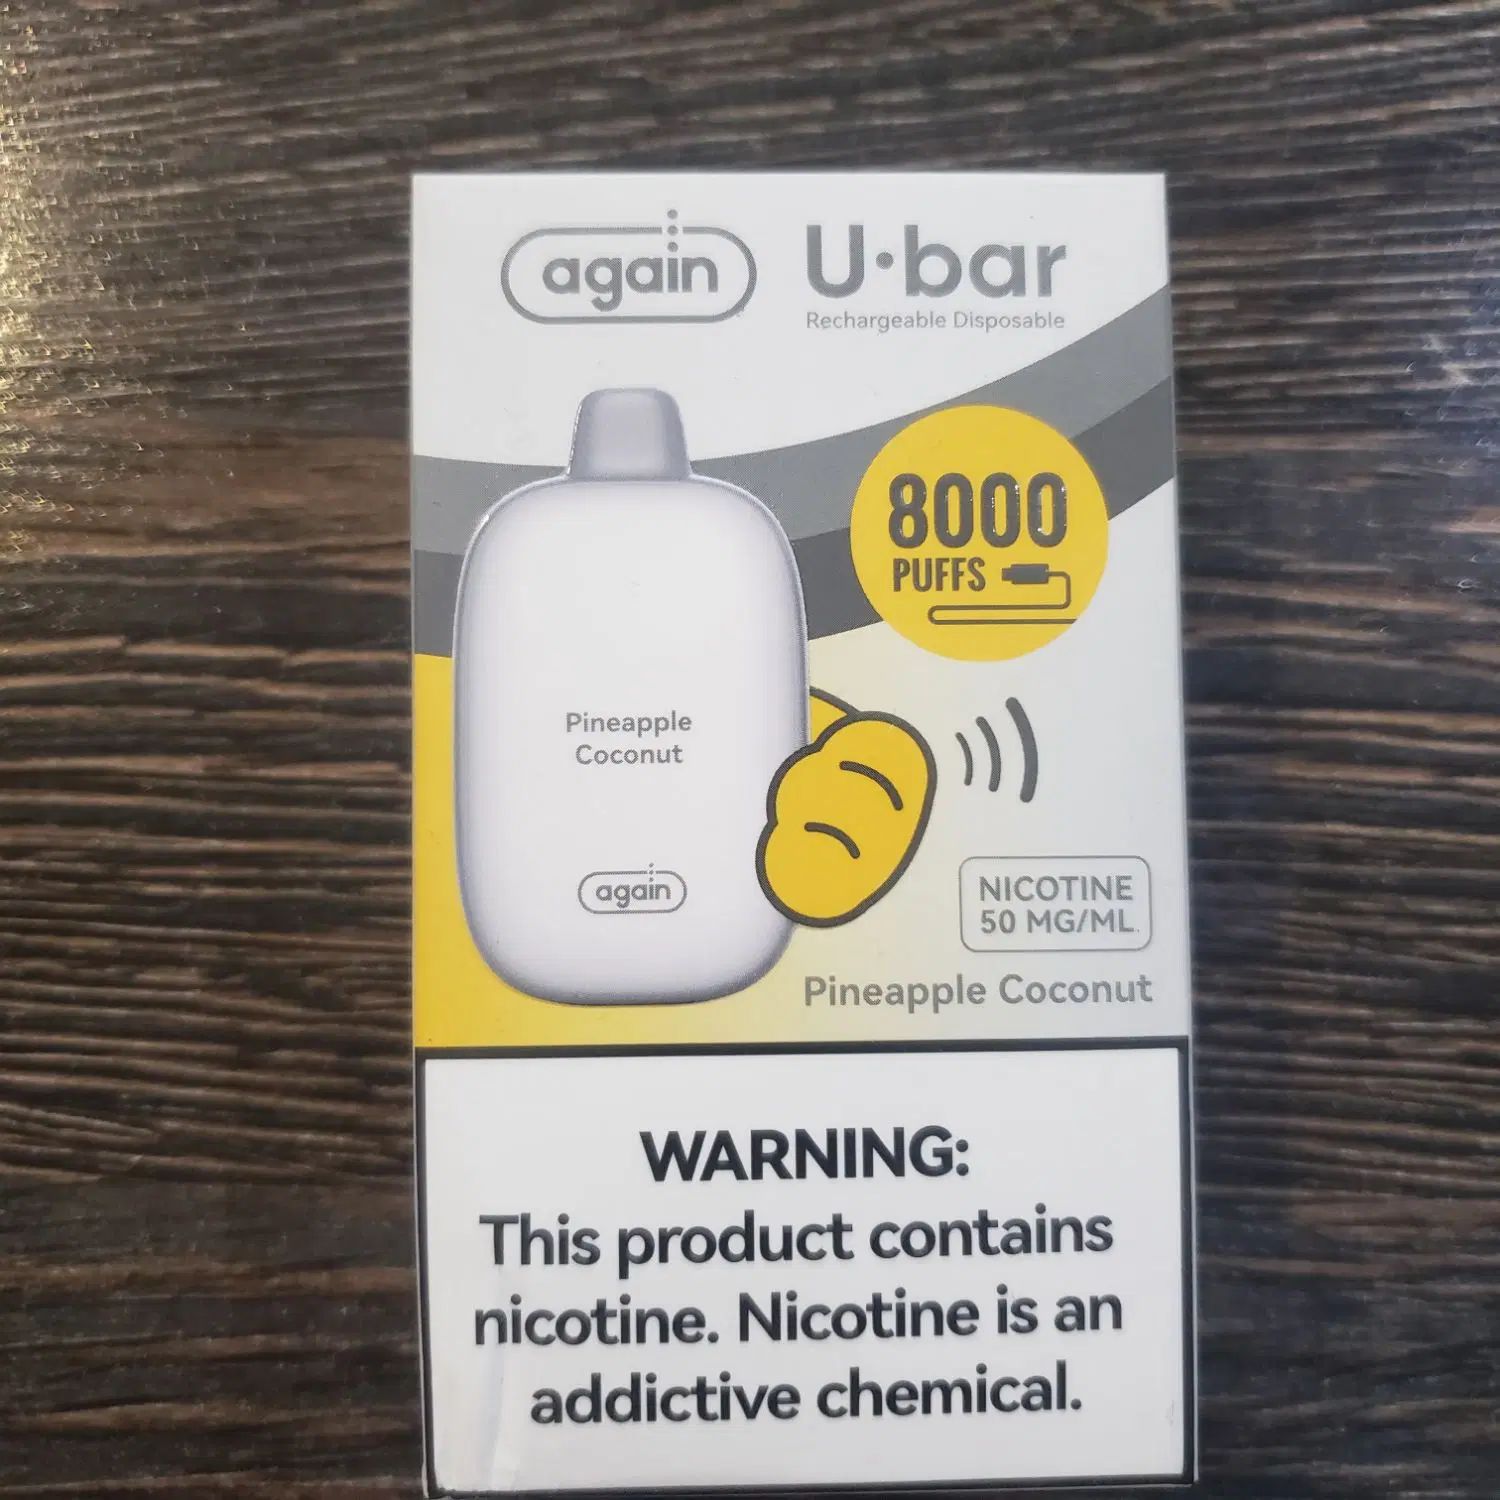 again
U·bar
Rechargeable Disposable
8000
PUFFS
Pineapple
Coconut
again
NICOTINE
50 MG/ML
Pineapple Coconut
WARNING:
This product contains
nicotine. Nicotine is an
addictive chemical.